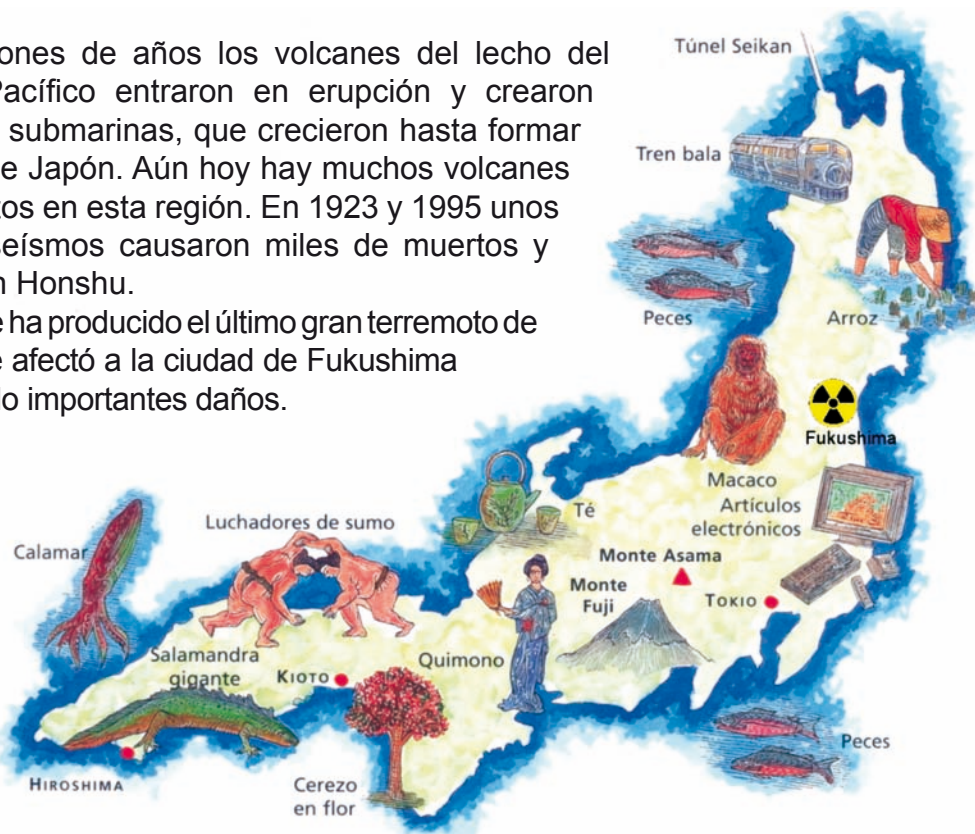 ones de años los volcanes del lecho del
Pacífico entraron en erupción y crearon
submarinas, que crecieron hasta formar
e Japón. Aún hoy hay muchos volcanes
tos en esta región. En 1923 y 1995 unos
seísmos causaron miles de muertos y
n Honshu.
e ha producido el último gran terremoto de
e afectó a la ciudad de Fukushima
do importantes daños.
Túnel Seikan
Tren bala
Peces
Arroz
Fukushima
Macaco
Artículos
electrónicos
Té
Luchadores de sumo
Calamar
Monte Asama
Monte
Fuji
TOKIO
Salamandra
gigante
KIOTO
Quimono
Peces
HIROSHIMA
Cerezo
en flor